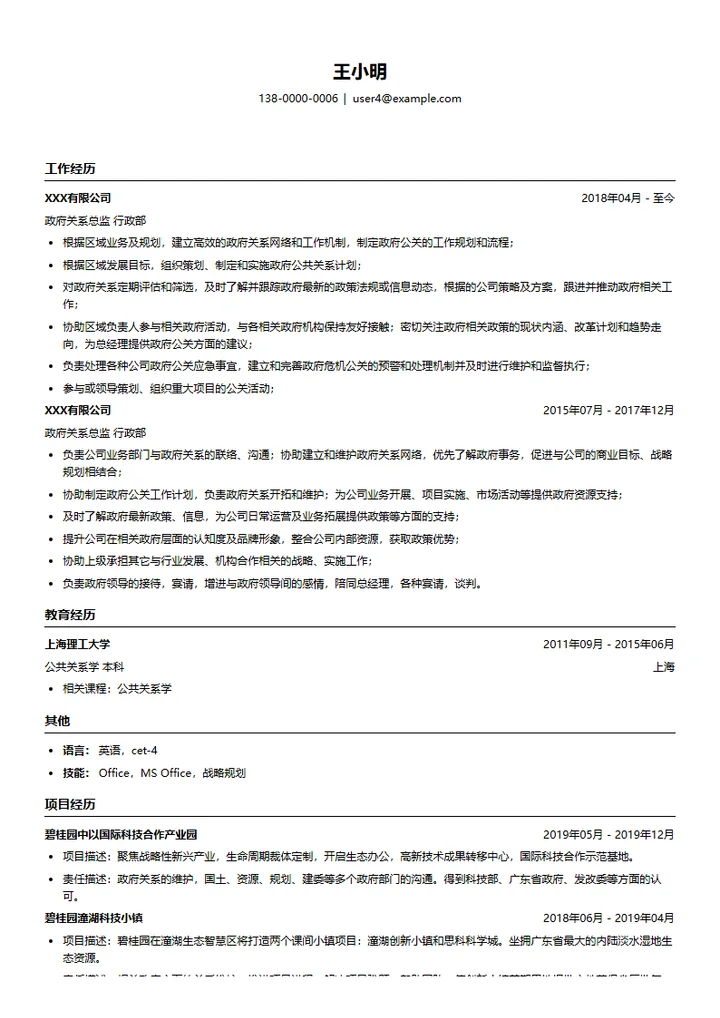 王小明
138-0000-0006 | user4@example.com
工作经历
XXX有限公司 2018年04月 - 至今
政府关系总监 行政部
• 根据区域业务及规划，建立高效的政府关系网络和工作机制，制定政府公关的工作规划和流程；
• 根据区域发展目标，组织策划、制定和实施政府公共关系计划；
• 对政府关系定期评估和筛选，及时了解并跟踪政府最新的政策法规或信息动态，根据的公司策略及方案，跟进并推动政府相关工
作；
• 协助区域负责人参与相关政府活动，与各相关政府机构保持友好接触；密切关注政府相关政策的现状内涵、改革计划和趋势走
向，为总经理提供政府公关方面的建议；
• 负责处理各种公司政府公关应急事宜，建立和完善政府危机公关的预警和处理机制并及时进行维护和监督执行；
• 参与或领导策划、组织重大项目的公关活动；
XXX有限公司 2015年07月 - 2017年12月
政府关系总监 行政部
• 负责公司业务部门与政府关系的联络、沟通；协助建立和维护政府关系网络，优先了解政府事务，促进与公司的商业目标、战略
规划相结合；
• 协助制定政府公关工作计划，负责政府关系开拓和维护；为公司业务开展、项目实施、市场活动等提供政府资源支持；
• 及时了解政府最新政策、信息，为公司日常运营及业务拓展提供政策等方面的支持；
• 提升公司在相关政府层面的认知度及品牌形象，整合公司内部资源，获取政策优势；
• 协助上级承担其它与行业发展、机构合作相关的战略、实施工作；
• 负责政府领导的接待，宴请，增进与政府领导间的感情，陪同总经理，各种宴请，谈判。
教育经历
上海理工大学 2011年09月 - 2015年06月
公共关系学 本科 上海
• 相关课程：公共关系学
其他
• 语言： 英语，cet-4
• 技能： Office，MS Office，战略规划
项目经历
碧桂园中以国际科技合作产业园 2019年05月 - 2019年12月
• 项目描述：聚焦战略性新兴产业，生命周期裁体定制，开启生态办公，高新技术成果转移中心，国际科技合作示范基地。
• 责任描述：政府关系的维护，国土、资源、规划、建委等多个政府部门的沟通。得到科技部、广东省政府、发改委等方面的认
可。
碧桂园潼湖科技小镇 2018年06月 - 2019年04月
• 项目描述：碧桂园在潼湖生态智慧区将打造两个课间小镇项目：潼湖创新小镇和思科科学城。坐拥广东省最大的内陆淡水湿地生
态资源。